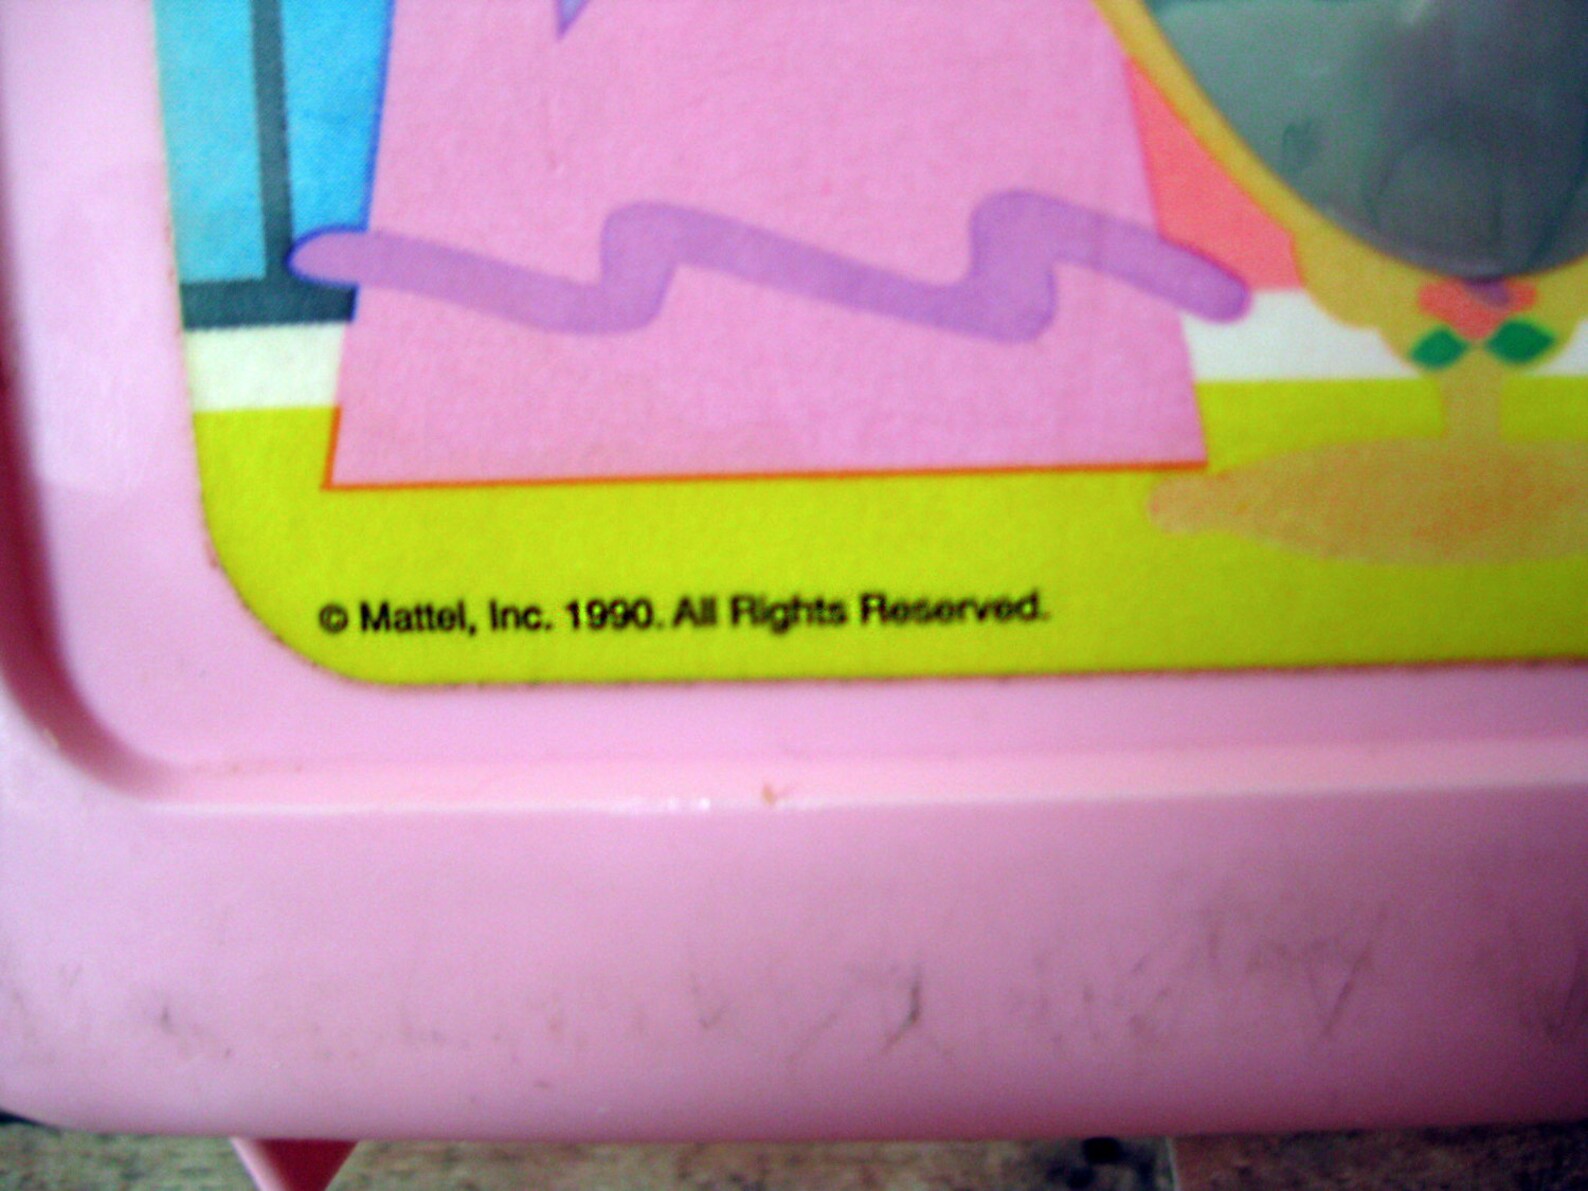 © Mattel, Inc. 1990. All Rights Reserved.